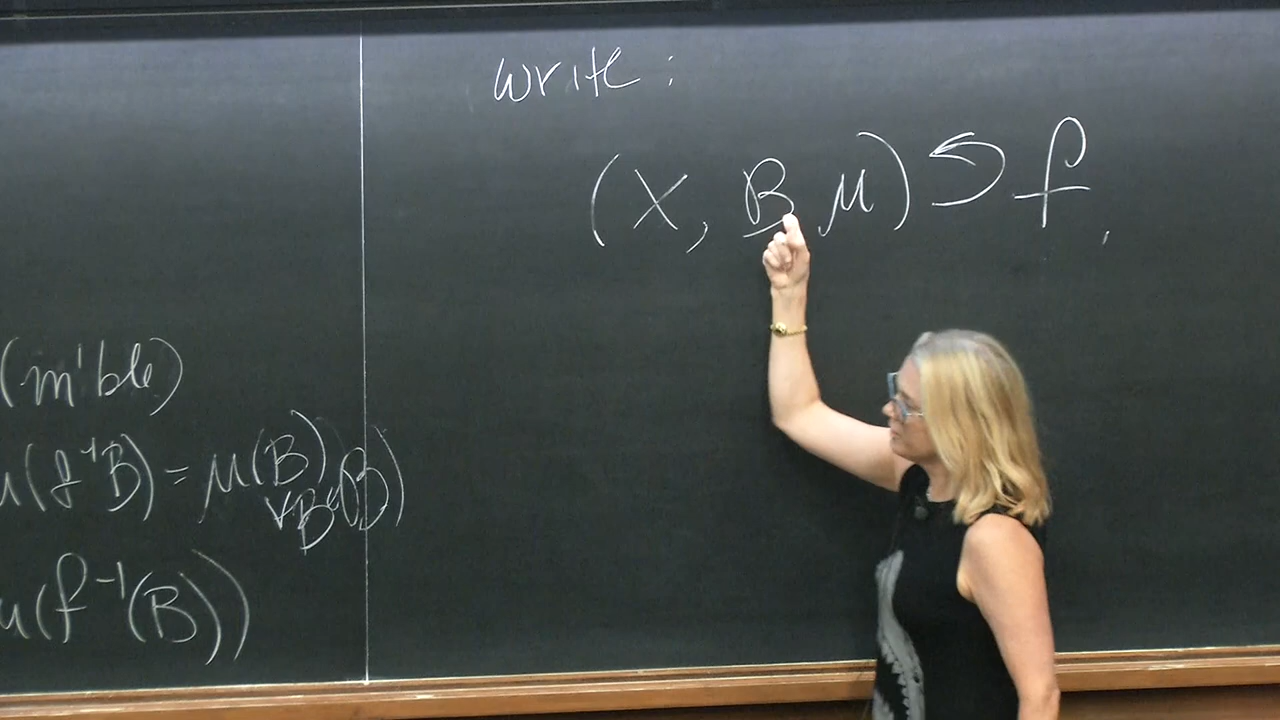 write :
(X, B, μ) ↶ f,
(m'ble)
μ(f⁻¹B) = μ(B)
∀B∈B)
μ(f⁻¹(B))